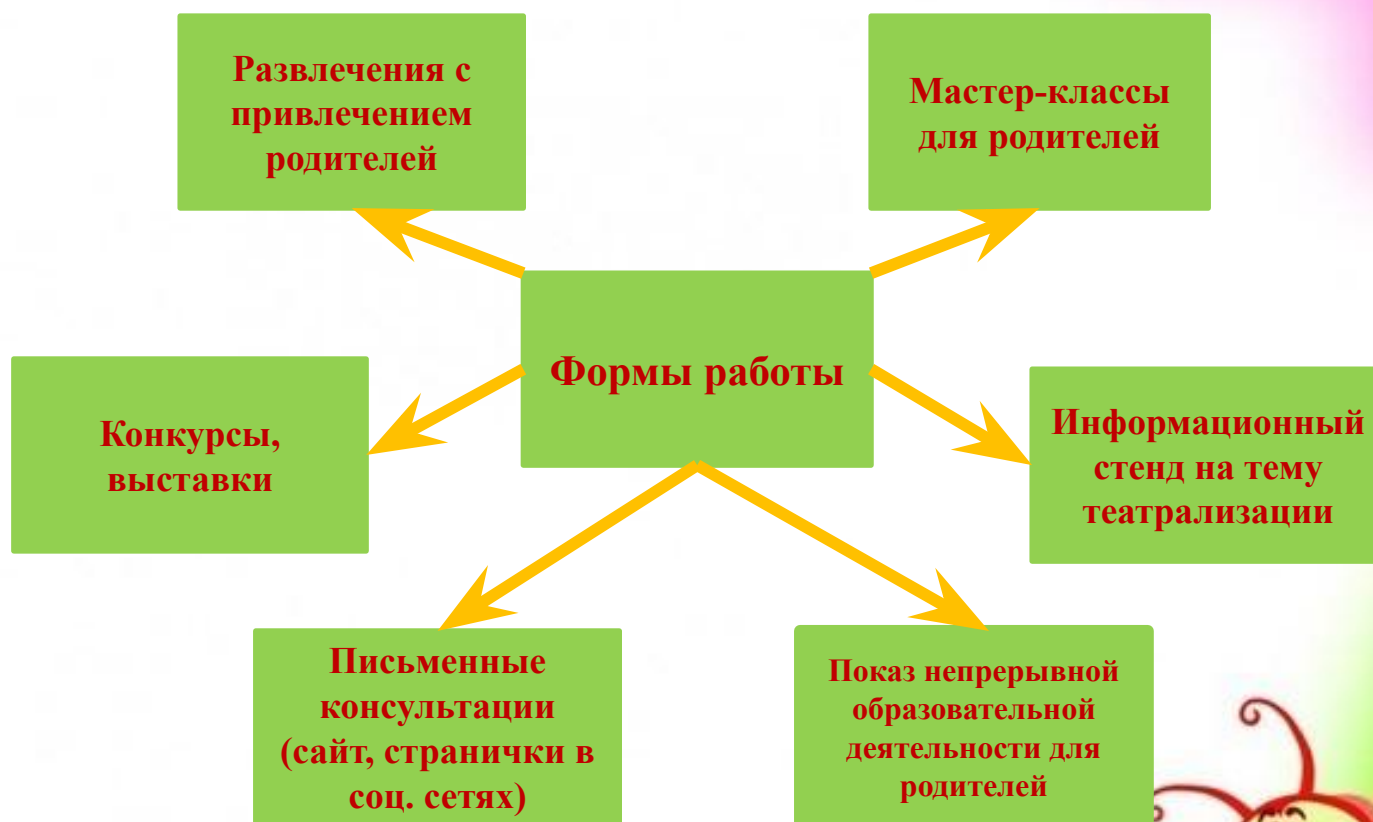 Развлечения с
привлечением
родителей
Мастер-классы
для родителей
Формы работы
Конкурсы,
выставки
Информационный
стенд на тему
театрализации
Письменные
консультации
(сайт, странички в
соц. сетях)
Показ непрерывной
образовательной
деятельности для
родителей